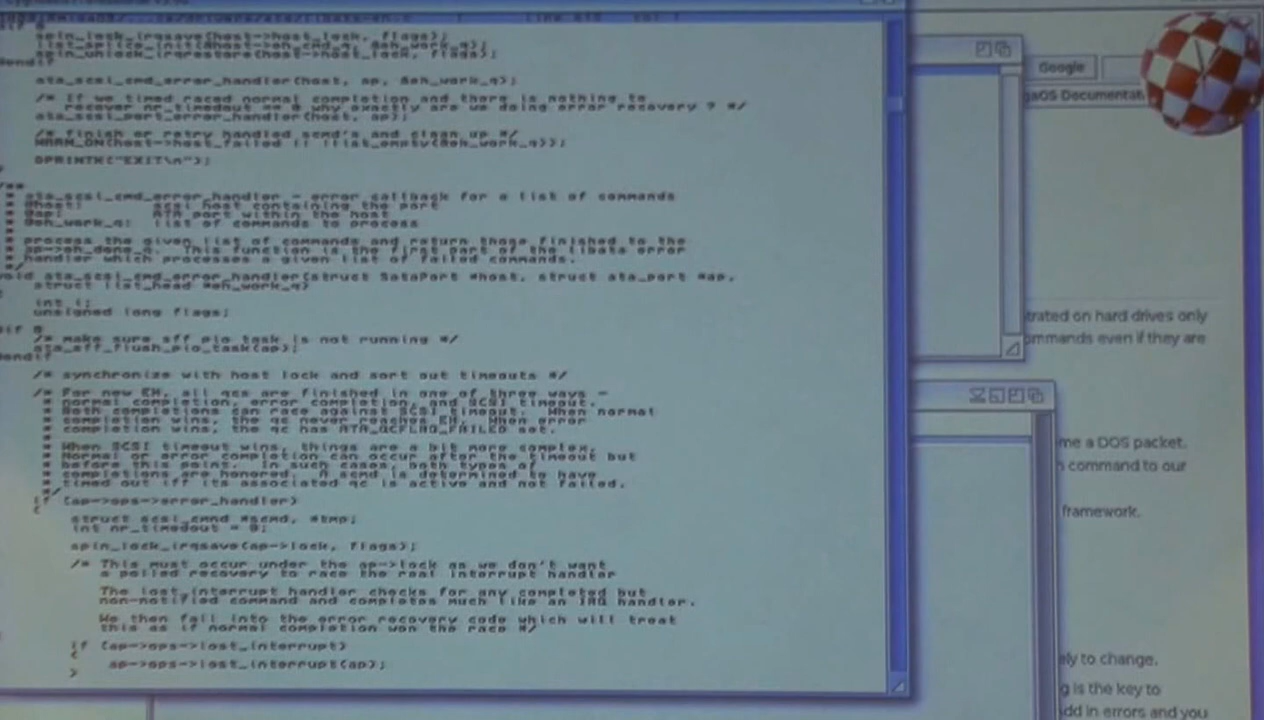 spin_lock_irqsave(host->host_lock, flags);
list_splice_init(&host->eh_cmd_q, &eh_work_q);
spin_unlock_irqrestore(host->host_lock, flags);
#endif
ata_scsi_cmd_error_handler(host, ap, &eh_work_q);
/* If we timed raced normal completion and there is nothing to
recover nr_timedout == 0 why exactly are we doing error recovery ? */
ata_scsi_port_error_handler(host, ap);
/* finish or retry handled scmd's and clean up */
WARN_ON(host->host_failed || !list_empty(&eh_work_q));
DPRINTK("EXIT\n");
}
/**
* ata_scsi_cmd_error_handler - error callback for a list of commands
* @host: scsi host containing the port
* @ap: ATA port within the host
* @eh_work_q: list of commands to process
*
* process the given list of commands and return those finished to the
* ap->eh_done_q. This function is the first part of the libata error
* handler which processes a given list of failed commands.
*/
void ata_scsi_cmd_error_handler(struct SataPort *host, struct ata_port *ap,
struct list_head *eh_work_q)
{
int i;
unsigned long flags;
#if 0
/* make sure sff pio task is not running */
ata_sff_flush_pio_task(ap);
#endif
/* synchronize with host lock and sort out timeouts */
/* For new EH, all qcs are finished in one of three ways -
* normal completion, error completion, and SCSI timeout.
* Both completions can race against SCSI timeout. When normal
* completion wins, the qc never reaches EH. When error
* completion wins, the qc has ATA_QCFLAG_FAILED set.
*
* When SCSI timeout wins, things are a bit more complex.
* Normal or error completion can occur after the timeout but
* before this point. In such cases, both types of
* completions are honored. A scmd is determined to have
* timed out iff its associated qc is active and not failed.
*/
if (ap->ops->error_handler)
{
struct scsi_cmnd *scmd, *tmp;
int nr_timedout = 0;
spin_lock_irqsave(ap->lock, flags);
/* This must occur under the ap->lock as we don't want
a polled recovery to race the real interrupt handler
The lost_interrupt handler checks for any completed but
non-notified command and completes much like an IRQ handler.
We then fall into the error recovery code which will treat
this as if normal completion won the race */
if (ap->ops->lost_interrupt)
{
ap->ops->lost_interrupt(ap);
}
Google
gaOS Documentat
trated on hard drives only
ommands even if they are
me a DOS packet.
command to our
framework.
ely to change.
g is the key to
add in errors and you